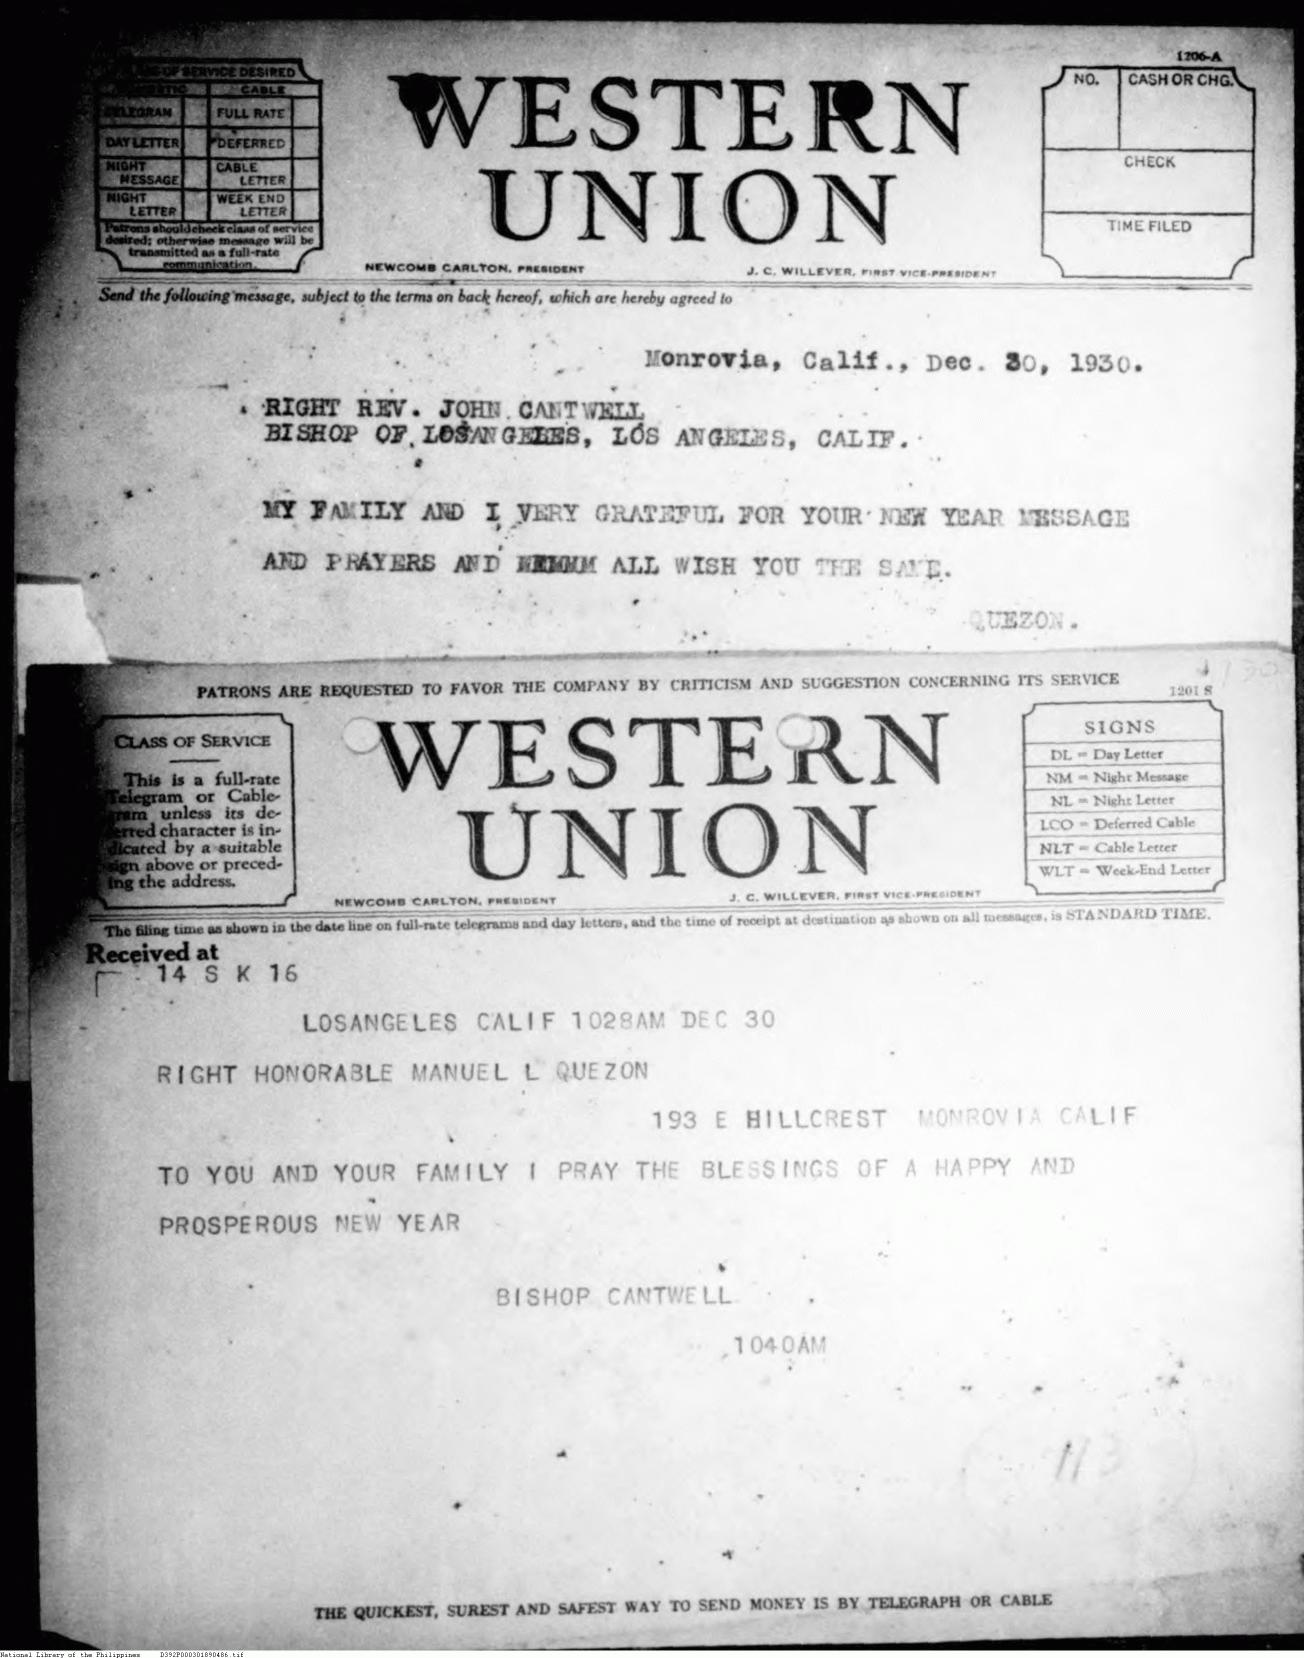 1206-A
OF SERVICE DESIRED
CABLE
TELEGRAM FULL RATE
DAY LETTER DEFERRED
NIGHT MESSAGE CABLE LETTER
NIGHT LETTER WEEK END LETTER
Patrons should check class of service
desired; otherwise message will be
transmitted as a full-rate
communication.
WESTERN
UNION
NO. CASH OR CHG.
CHECK
TIME FILED
NEWCOMB CARLTON, PRESIDENT J. C. WILLEVER, FIRST VICE-PRESIDENT
Send the following message, subject to the terms on back hereof, which are hereby agreed to
Monrovia, Calif., Dec. 30, 1930.
RIGHT REV. JOHN CANTWELL
BISHOP OF LOSANGELES, LOS ANGELES, CALIF.
MY FAMILY AND I VERY GRATEFUL FOR YOUR NEW YEAR MESSAGE
AND PRAYERS AND ALL WISH YOU THE SAME.
QUEZON.
PATRONS ARE REQUESTED TO FAVOR THE COMPANY BY CRITICISM AND SUGGESTION CONCERNING ITS SERVICE
1201 S
CLASS OF SERVICE
This is a full-rate
Telegram or Cable-
gram unless its de-
ferred character is in-
dicated by a suitable
sign above or preced-
ing the address.
WESTERN
UNION
SIGNS
DL = Day Letter
NM = Night Message
NL = Night Letter
LCO = Deferred Cable
NLT = Cable Letter
WLT = Week-End Letter
NEWCOMB CARLTON, PRESIDENT J. C. WILLEVER, FIRST VICE-PRESIDENT
The filing time as shown in the date line on full-rate telegrams and day letters, and the time of receipt at destination as shown on all messages, is STANDARD TIME.
Received at
14 S K 16
LOSANGELES CALIF 1028AM DEC 30
RIGHT HONORABLE MANUEL L QUEZON
193 E HILLCREST MONROVIA CALIF
TO YOU AND YOUR FAMILY I PRAY THE BLESSINGS OF A HAPPY AND
PROSPEROUS NEW YEAR
BISHOP CANTWELL
1040AM
113
THE QUICKEST, SUREST AND SAFEST WAY TO SEND MONEY IS BY TELEGRAPH OR CABLE
National Library of the Philippines D392P000301890486.tif